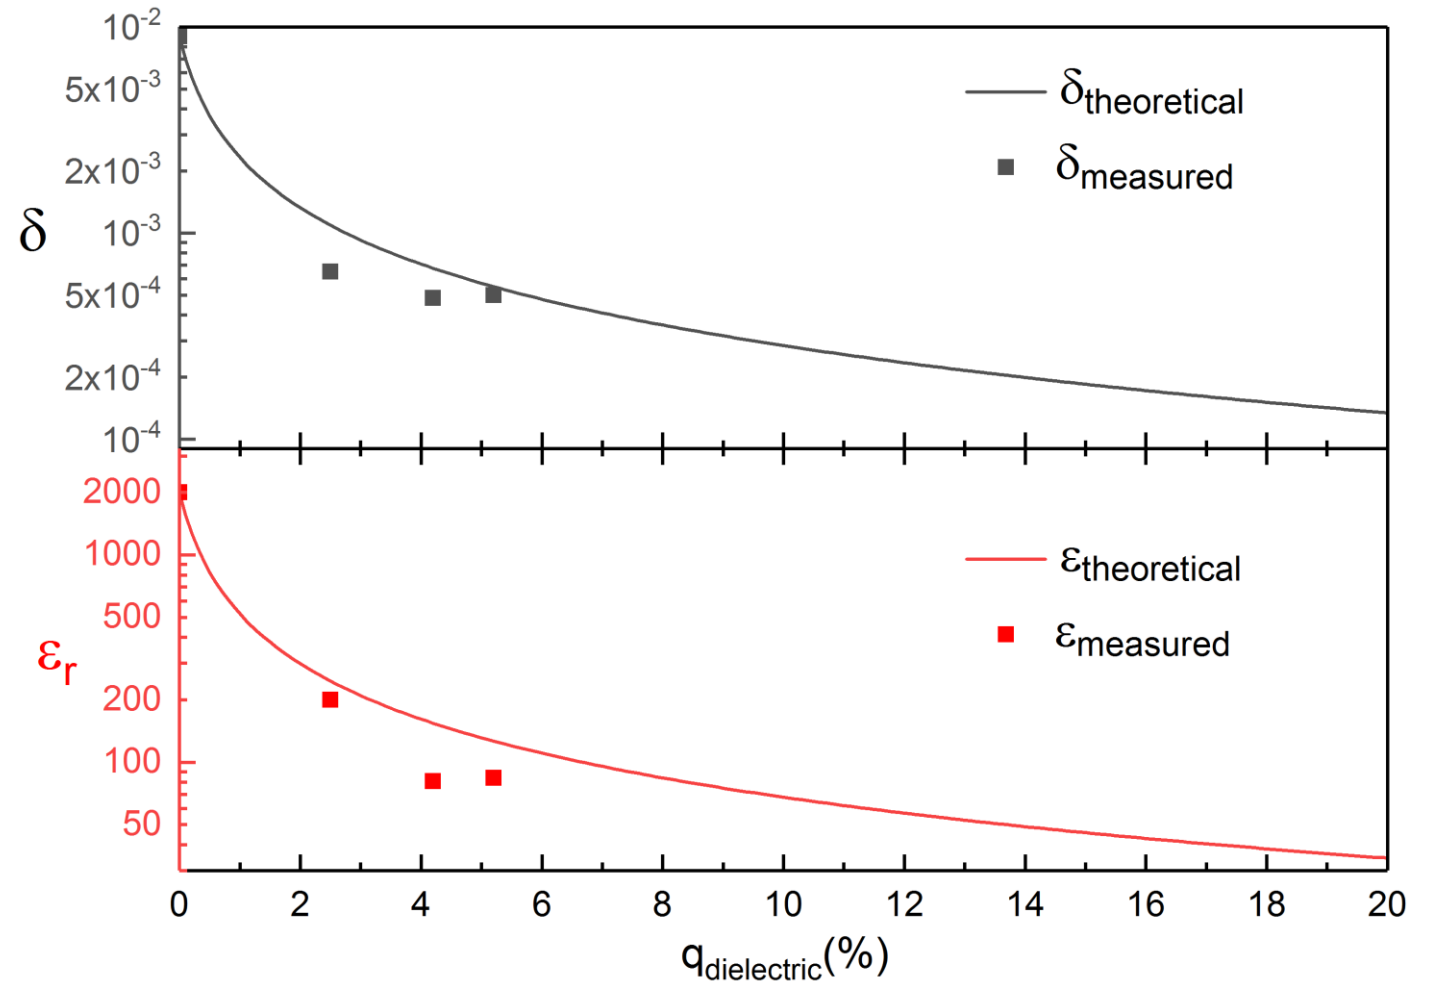 10⁻²
5x10⁻³
2x10⁻³
10⁻³
5x10⁻⁴
2x10⁻⁴
10⁻⁴
δ
δtheoretical
δmeasured
2000
1000
500
200
100
50
εr
εtheoretical
εmeasured
0 2 4 6 8 10 12 14 16 18 20
qdielectric(%)